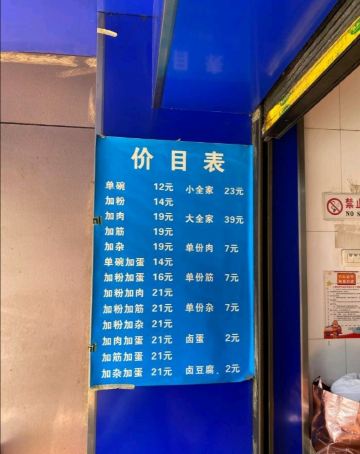 价目表
单碗 12元 小全家 23元
加粉 14元
加肉 19元 大全家 39元
加筋 19元
加杂 19元 单份肉 7元
单碗加蛋 14元
加粉加蛋 16元 单份筋 7元
加粉加肉 21元
加粉加筋 21元 单份杂 7元
加粉加杂 21元
加肉加蛋 21元 卤蛋 2元
加筋加蛋 21元
加杂加蛋 21元 卤豆腐 2元
禁止
NO S